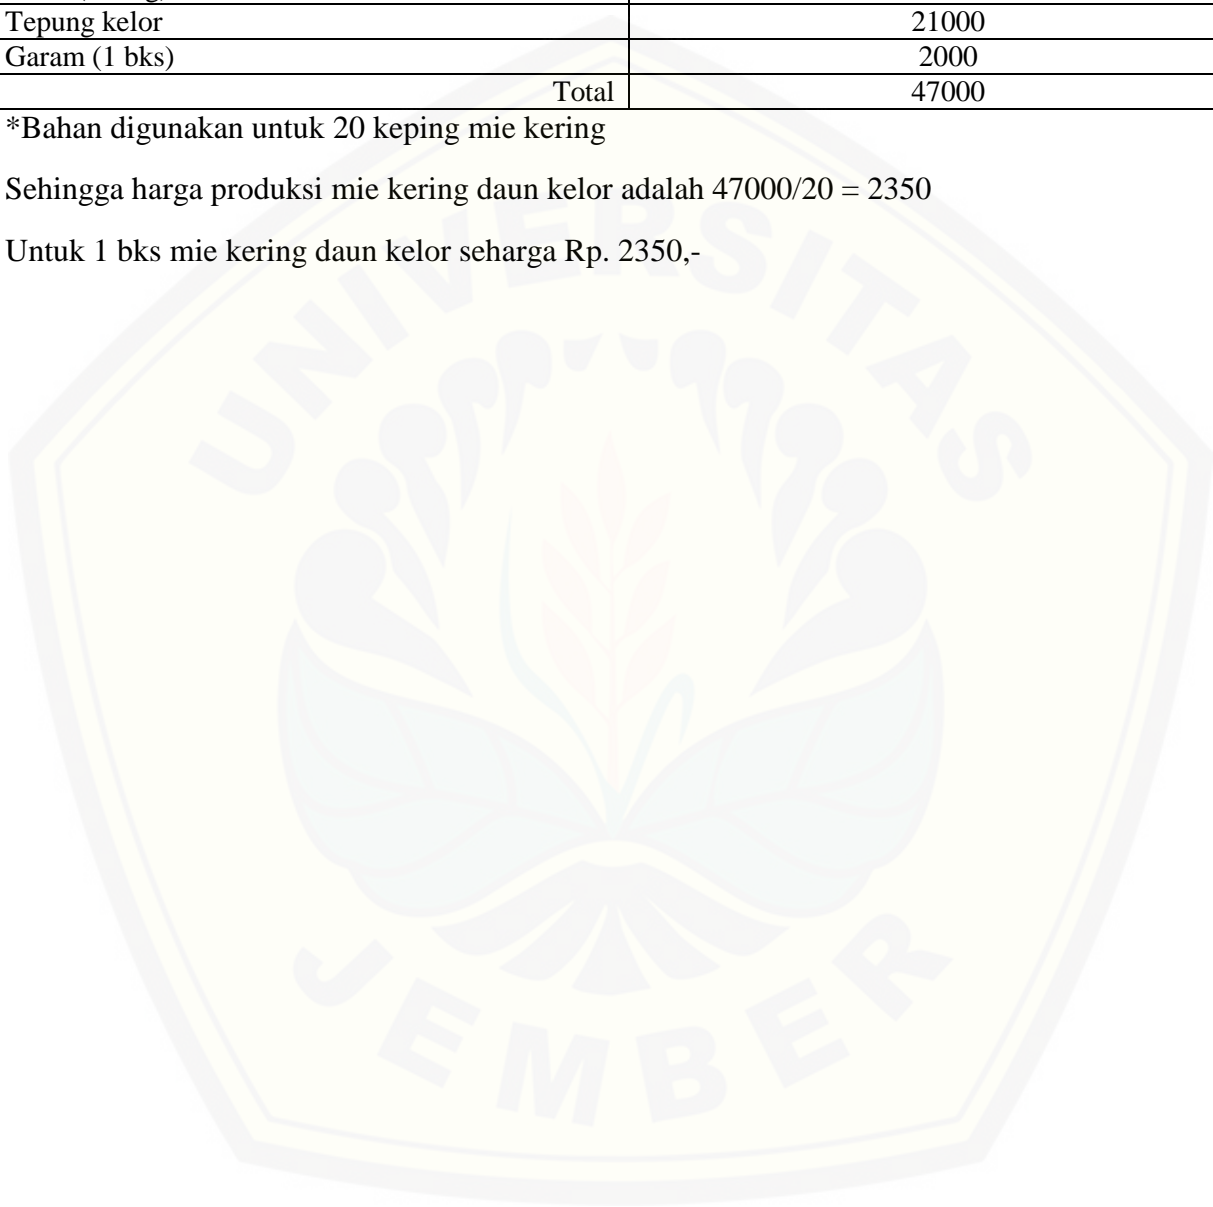 Tepung kelor 21000
Garam (1 bks) 2000
Total 47000
*Bahan digunakan untuk 20 keping mie kering
Sehingga harga produksi mie kering daun kelor adalah 47000/20 = 2350
Untuk 1 bks mie kering daun kelor seharga Rp. 2350,-
UNIVERSITAS
JEMBER